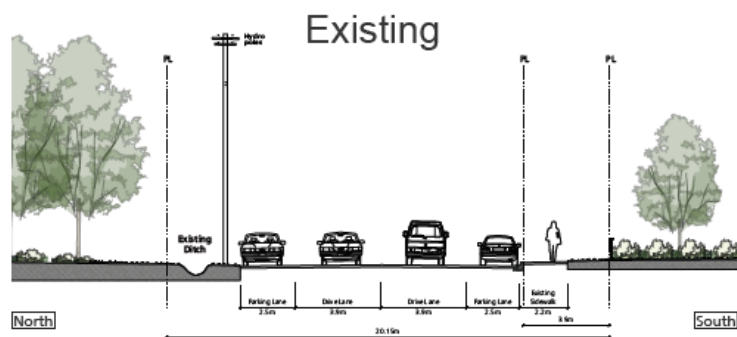 Existing
Hydro
poles
PL
PL
PL
Existing
Ditch
Parking Lane
2.5m
Drive Lane
3.9m
Drive Lane
3.9m
Parking Lane
2.5m
Existing
Sidewalk
2.2m
3.9m
North
South
20.15m